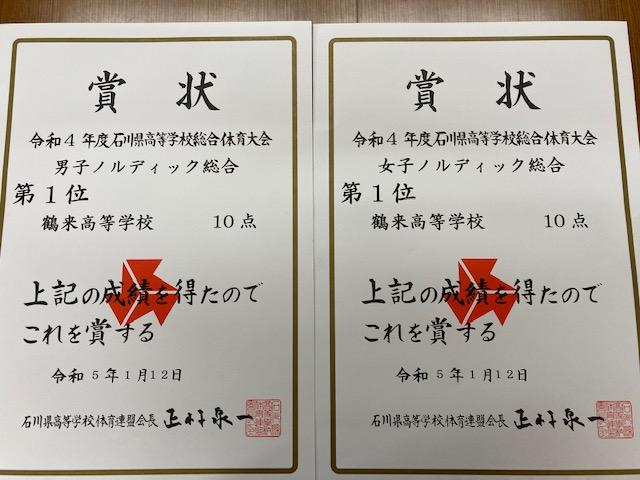 賞状
令和4年度石川県高等学校総合体育大会
男子ノルディック総合
第1位
鶴来高等学校 10点
上記の成績を得たので
これを賞する
令和5年1月12日
石川県高等学校体育連盟会長
賞状
令和4年度石川県高等学校総合体育大会
女子ノルディック総合
第1位
鶴来高等学校 10点
上記の成績を得たので
これを賞する
令和5年1月12日
石川県高等学校体育連盟会長